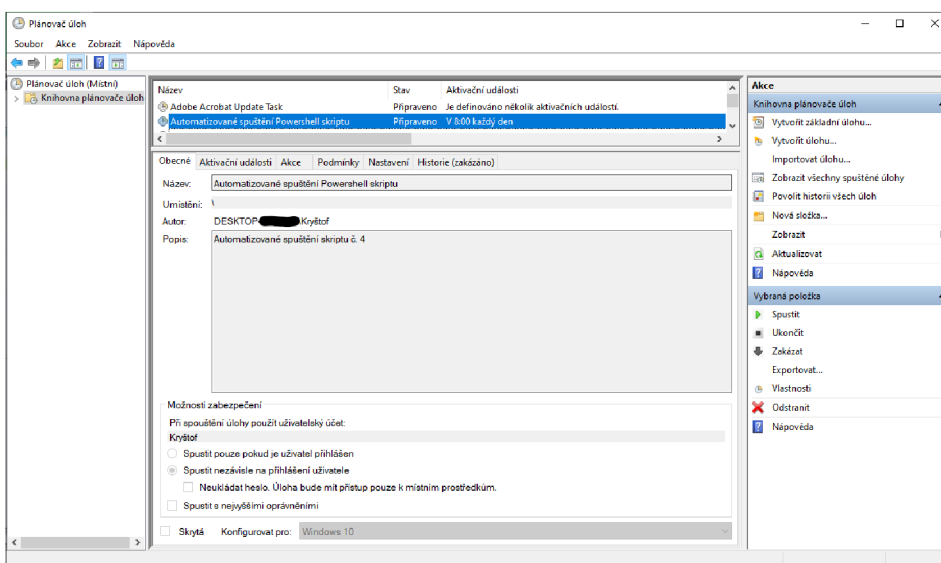 Plánovač úloh
Soubor Akce Zobrazit Nápověda
Plánovač úloh (Místní)
Knihovna plánovače úloh
Název Stav Aktivační události
Adobe Acrobat Update Task Připraveno Je definováno několik aktivačních událostí.
Automatizované spuštění Powershell skriptu Připraveno V 8:00 každý den
Obecné Aktivační události Akce Podmínky Nastavení Historie (zakázáno)
Název: Automatizované spuštění Powershell skriptu
Umístění: \
Autor: DESKTOP- Kryštof
Popis: Automatizované spuštění skriptu č. 4
Možnosti zabezpečení
Při spouštění úlohy použít uživatelský účet:
Kryštof
Spustit pouze pokud je uživatel přihlášen
Spustit nezávisle na přihlášení uživatele
Neukládat heslo. Úloha bude mít přístup pouze k místním prostředkům.
Spustit s nejvyššími oprávněními
Skrytá Konfigurovat pro: Windows 10
Akce
Knihovna plánovače úloh
Vytvořit základní úlohu...
Vytvořit úlohu...
Importovat úlohu...
Zobrazit všechny spuštěné úlohy
Povolit historii všech úloh
Nová složka...
Zobrazit
Aktualizovat
Nápověda
Vybraná položka
Spustit
Ukončit
Zakázat
Exportovat...
Vlastnosti
Odstranit
Nápověda